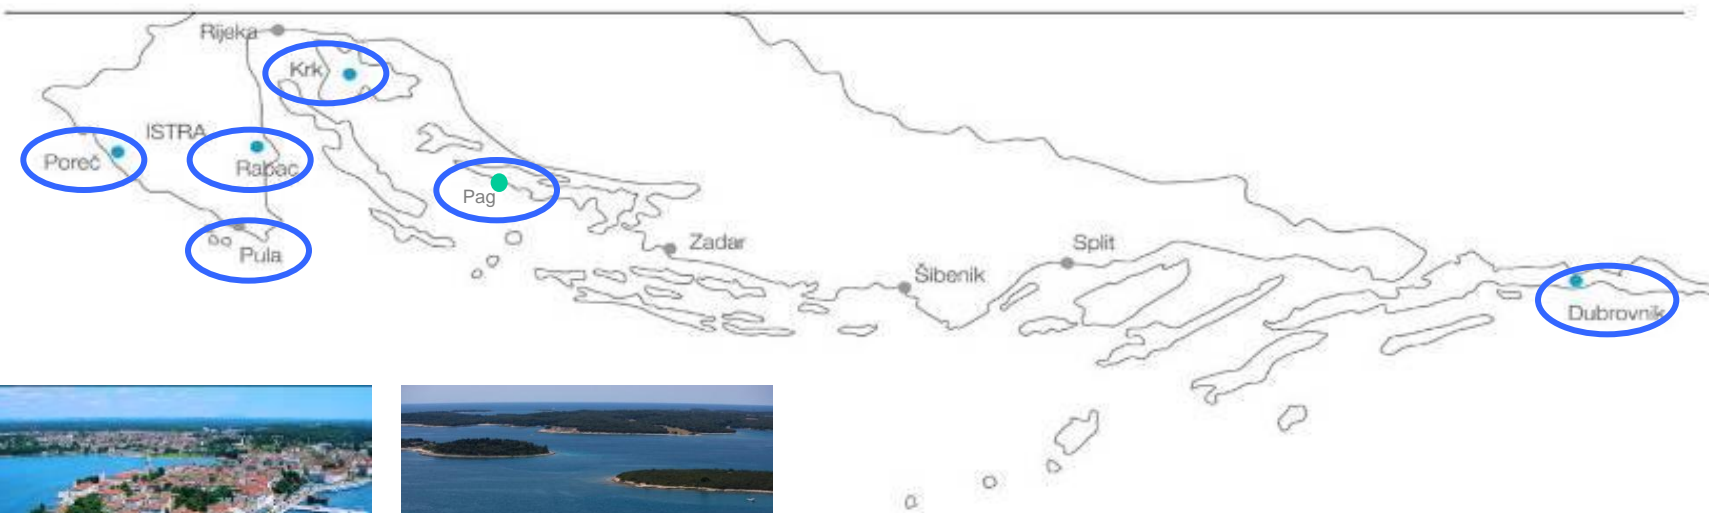 Rijeka
Krk
ISTRA
Poreč
Rabac
Pag
Pula
Zadar
Split
Šibenik
Dubrovnik